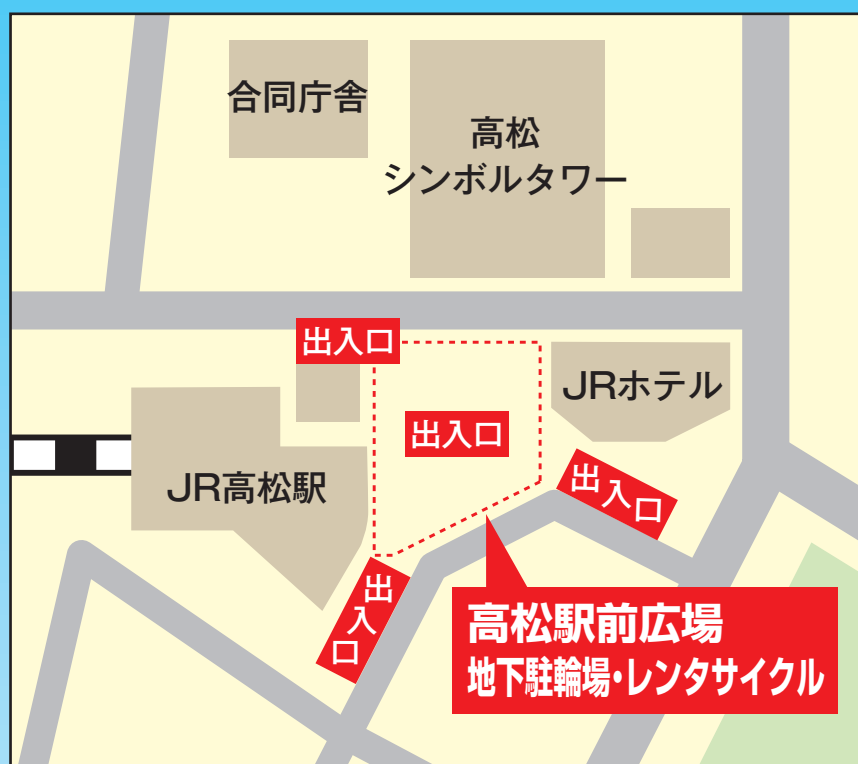 合同庁舎
高松
シンボルタワー
出入口
JRホテル
出入口
JR高松駅
出入口
出入口
高松駅前広場
地下駐輪場・レンタサイクル